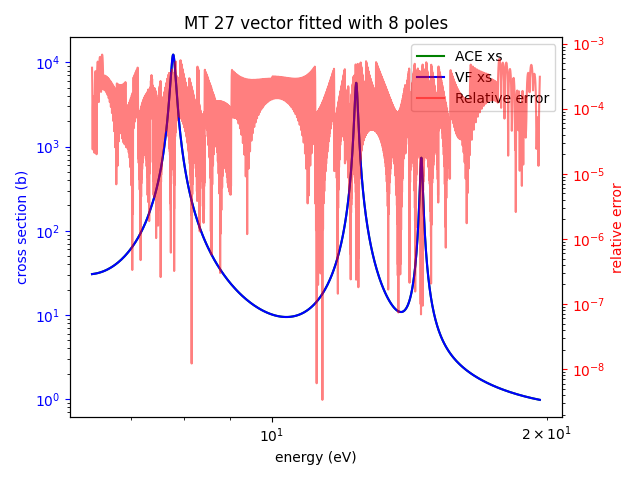 MT 27 vector fitted with 8 poles
ACE xs
VF xs
Relative error
cross section (b)
10⁴
10³
10²
10¹
10⁰
relative error
10⁻³
10⁻⁴
10⁻⁵
10⁻⁶
10⁻⁷
10⁻⁸
10¹
2 × 10¹
energy (eV)